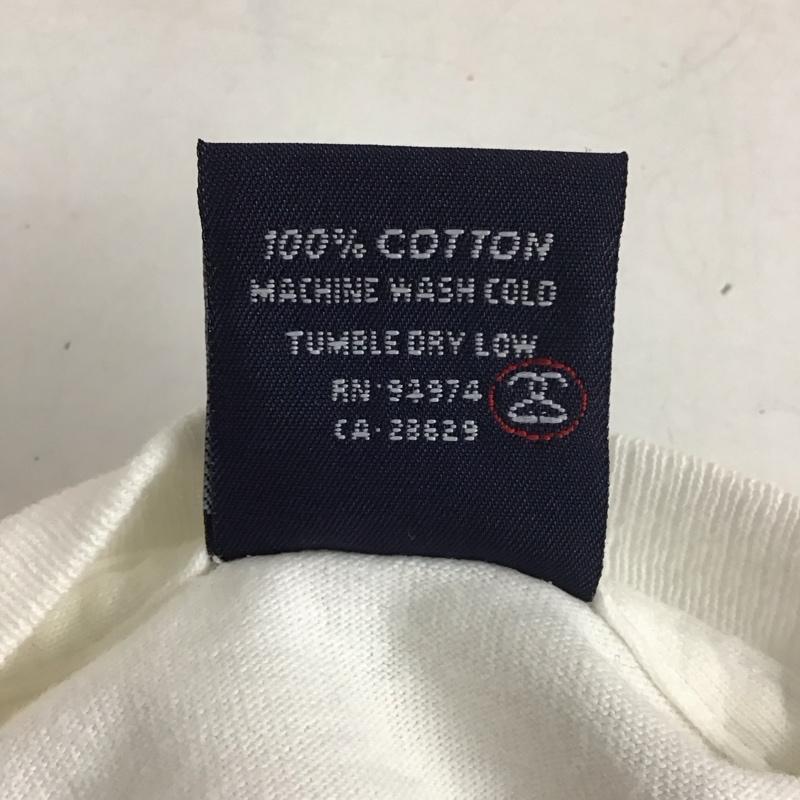 100% COTTON
MACHINE WASH COLD
TUMBLE DRY LOW
RN·94974
CA·28629